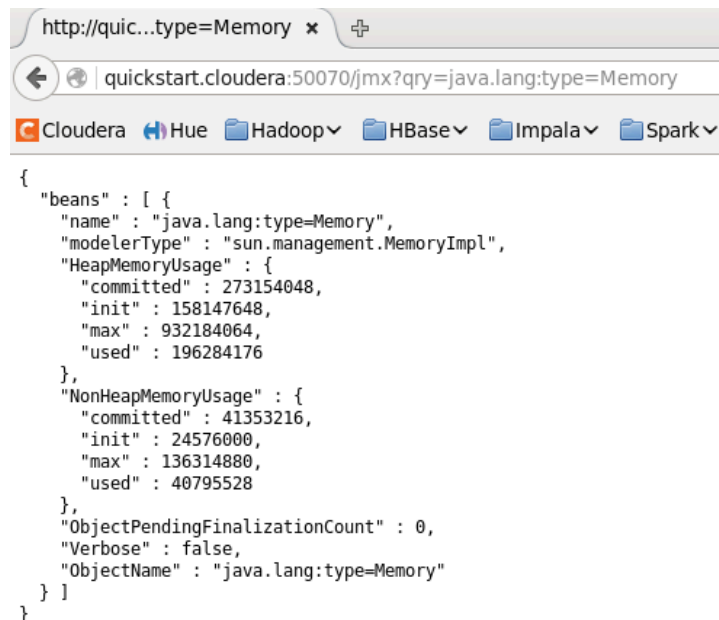 http://quic...type=Memory ×
quickstart.cloudera:50070/jmx?qry=java.lang:type=Memory
Cloudera Hue Hadoop HBase Impala Spark
{
  "beans" : [ {
    "name" : "java.lang:type=Memory",
    "modelerType" : "sun.management.MemoryImpl",
    "HeapMemoryUsage" : {
      "committed" : 273154048,
      "init" : 158147648,
      "max" : 932184064,
      "used" : 196284176
    },
    "NonHeapMemoryUsage" : {
      "committed" : 41353216,
      "init" : 24576000,
      "max" : 136314880,
      "used" : 40795528
    },
    "ObjectPendingFinalizationCount" : 0,
    "Verbose" : false,
    "ObjectName" : "java.lang:type=Memory"
  } ]
}